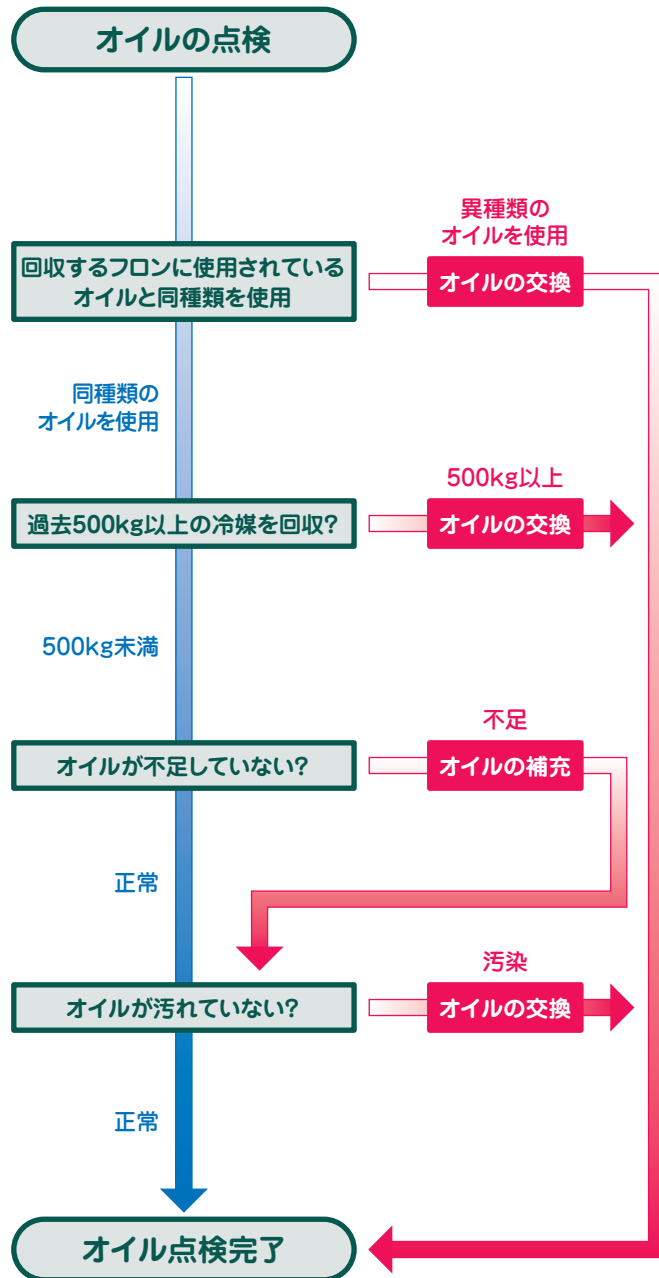 オイルの点検
異種類の
オイルを使用
回収するフロンに使用されている
オイルと同種類を使用
オイルの交換
同種類の
オイルを使用
500kg以上
過去500kg以上の冷媒を回収?
オイルの交換
500kg未満
不足
オイルが不足していない?
オイルの補充
正常
汚染
オイルが汚れていない?
オイルの交換
正常
オイル点検完了